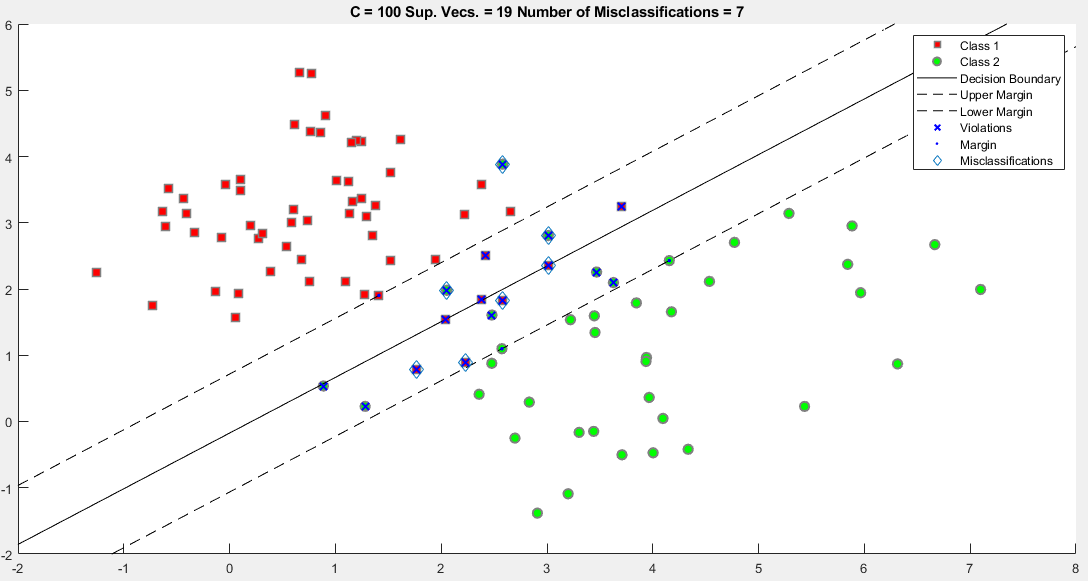 C = 100 Sup. Vecs. = 19 Number of Misclassifications = 7
6
5
4
3
2
1
0
-1
-2
-2 -1 0 1 2 3 4 5 6 7 8
Class 1
Class 2
Decision Boundary
Upper Margin
Lower Margin
Violations
Margin
Misclassifications